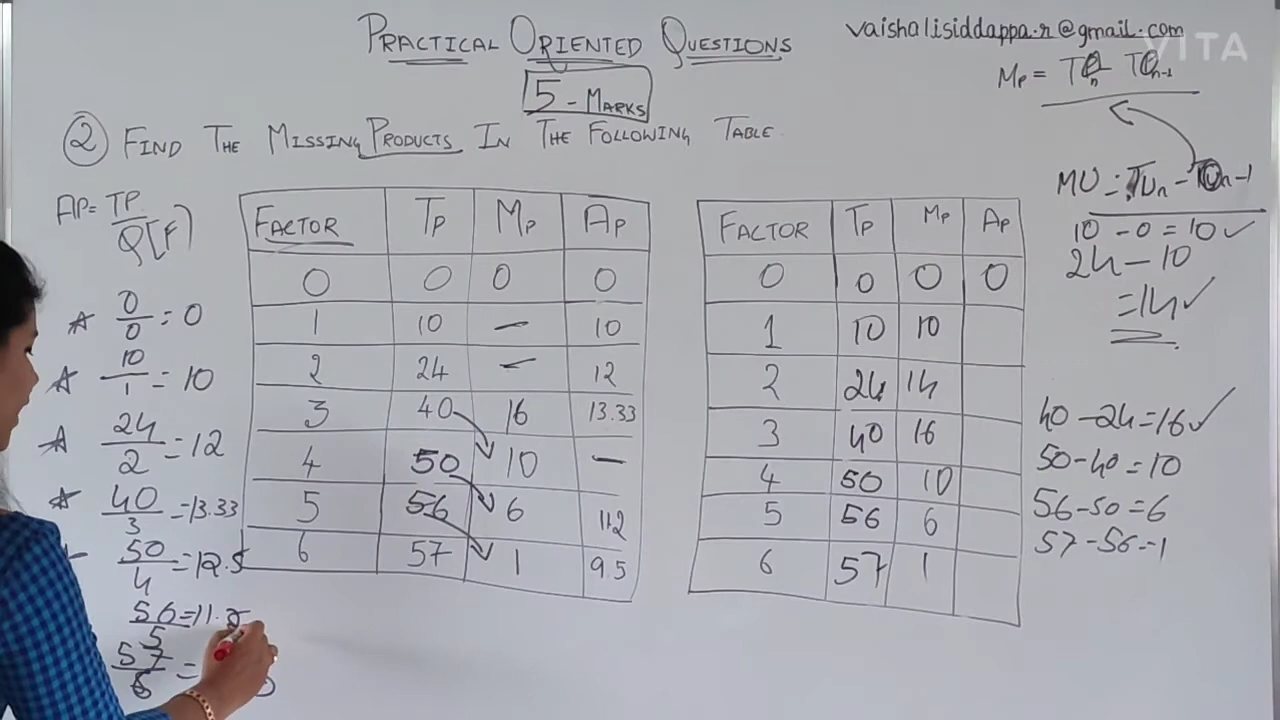 PRACTICAL ORIENTED QUESTIONS
vaishalisiddappa.r@gmail.com
VITA
5-MARKS
MP = TPn TPn-1
2 FIND THE MISSING PRODUCTS IN THE FOLLOWING TABLE
MU = TUn - TUn-1
10-0=10✓
24-10
=14✓
AP= TP
Q[F]
FACTOR TP MP AP
0 0 0 0
1 10 — 10
2 24 — 12
3 40 16 13.33
4 50 10 —
5 56 6 11.2
6 57 1 9.5
FACTOR TP MP AP
0 0 0 0
1 10 10
2 24 14
3 40 16
4 50 10
5 56 6
6 57 1
0/0 = 0
10/1 = 10
24/2 = 12
40/3 = 13.33
50/4 = 12.5
56/5 = 11.2
57/6 =
40-24=16✓
50-40=10
56-50=6
57-56=1